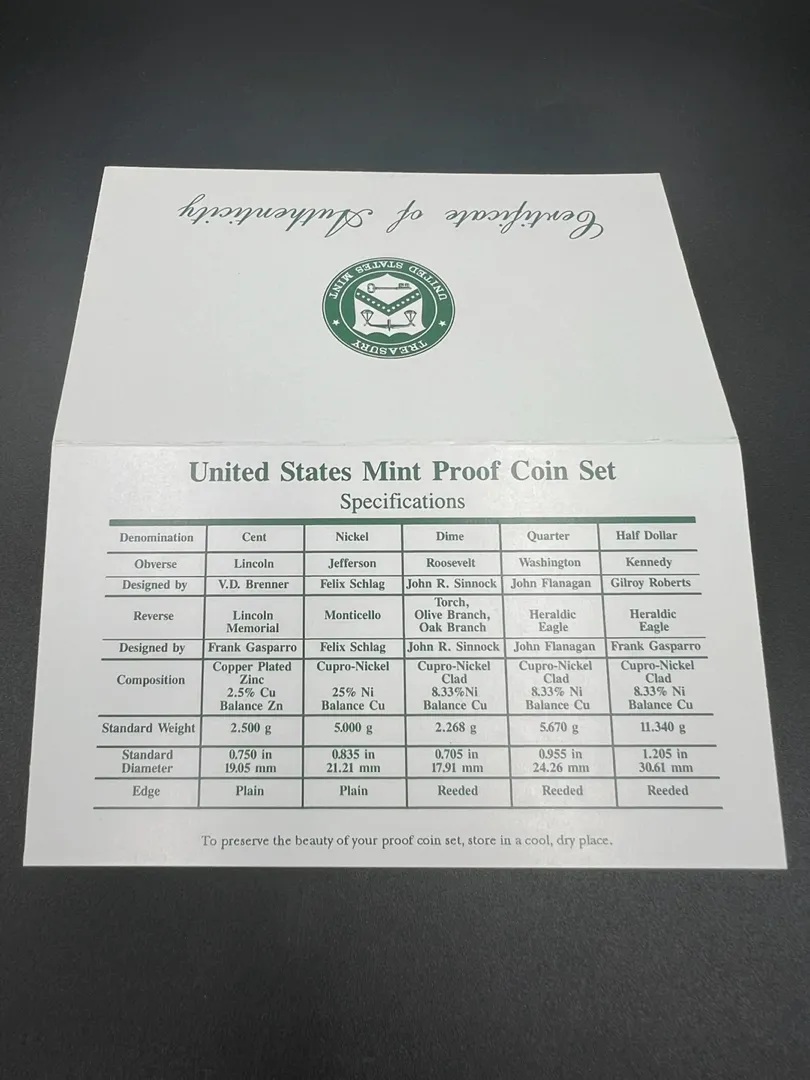 Certificate of Authenticity
UNITED STATES MINT
TREASURY
United States Mint Proof Coin Set
Specifications
Denomination Cent Nickel Dime Quarter Half Dollar
Obverse Lincoln Jefferson Roosevelt Washington Kennedy
Designed by V.D. Brenner Felix Schlag John R. Sinnock John Flanagan Gilroy Roberts
Reverse Lincoln Memorial Monticello Torch, Olive Branch, Oak Branch Heraldic Eagle Heraldic Eagle
Designed by Frank Gasparro Felix Schlag John R. Sinnock John Flanagan Frank Gasparro
Composition Copper Plated Zinc 2.5% Cu Balance Zn Cupro-Nickel 25% Ni Balance Cu Cupro-Nickel Clad 8.33%Ni Balance Cu Cupro-Nickel Clad 8.33% Ni Balance Cu Cupro-Nickel Clad 8.33% Ni Balance Cu
Standard Weight 2.500 g 5.000 g 2.268 g 5.670 g 11.340 g
Standard Diameter 0.750 in 19.05 mm 0.835 in 21.21 mm 0.705 in 17.91 mm 0.955 in 24.26 mm 1.205 in 30.61 mm
Edge Plain Plain Reeded Reeded Reeded
To preserve the beauty of your proof coin set, store in a cool, dry place.